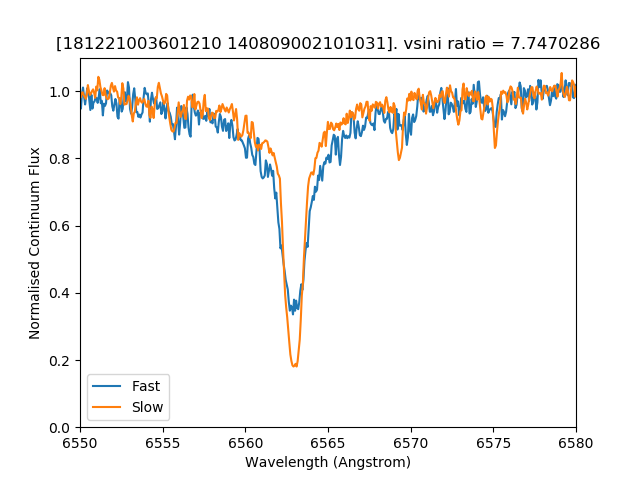 [181221003601210 140809002101031]. vsini ratio = 7.7470286
Normalised Continuum Flux
1.0
0.8
0.6
0.4
0.2
0.0
Fast
Slow
6550 6555 6560 6565 6570 6575 6580
Wavelength (Angstrom)